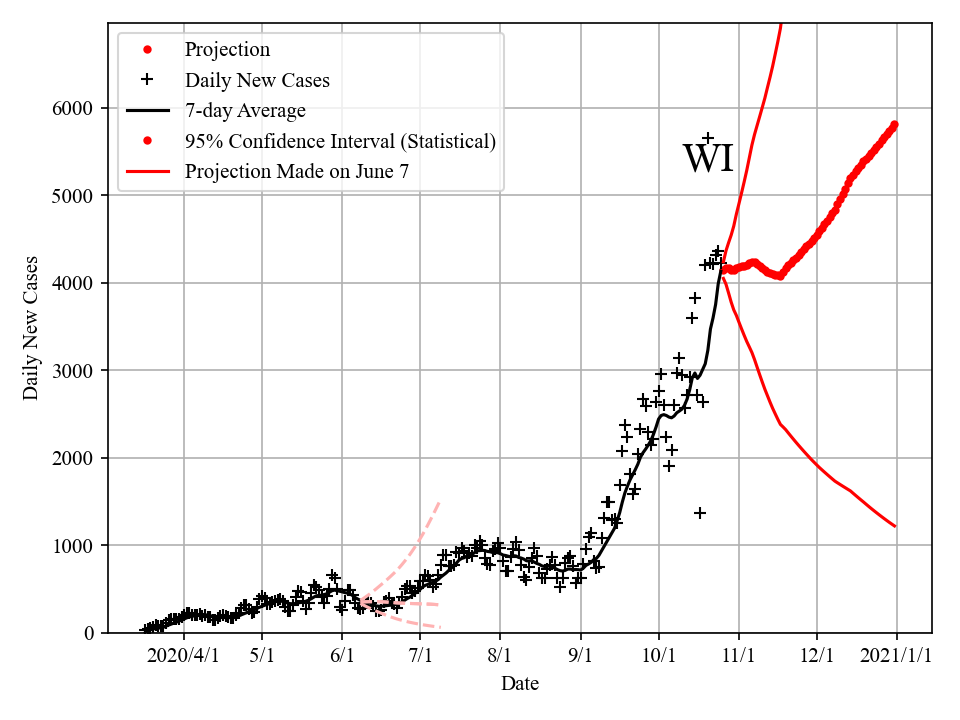 Projection
Daily New Cases
7-day Average
95% Confidence Interval (Statistical)
Projection Made on June 7
WI
Daily New Cases
6000
5000
4000
3000
2000
1000
0
2020/4/1 5/1 6/1 7/1 8/1 9/1 10/1 11/1 12/1 2021/1/1
Date